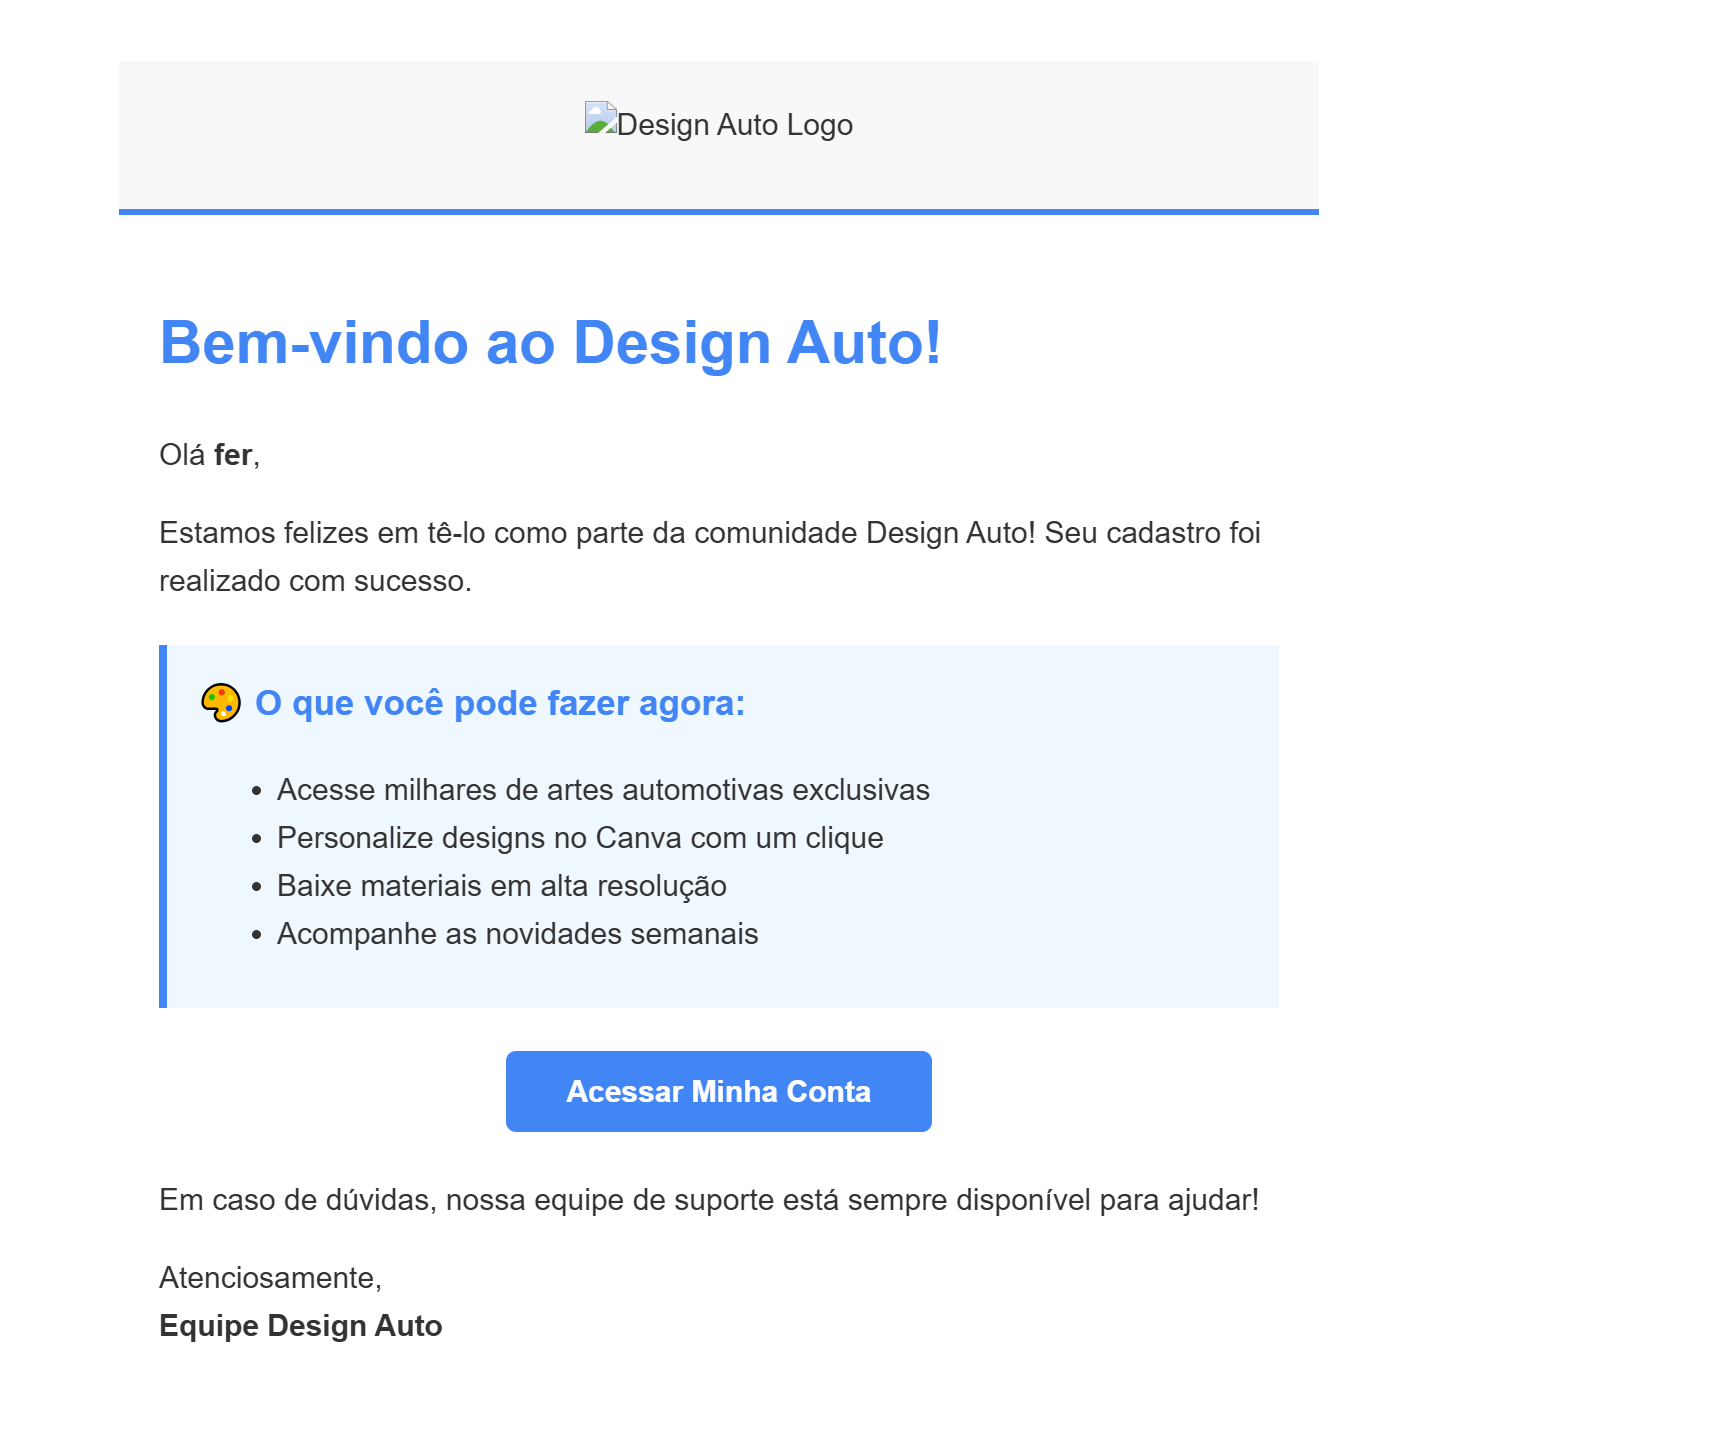 Design Auto Logo
Bem-vindo ao Design Auto!
Olá fer,
Estamos felizes em tê-lo como parte da comunidade Design Auto! Seu cadastro foi
realizado com sucesso.
🎨 O que você pode fazer agora:
• Acesse milhares de artes automotivas exclusivas
• Personalize designs no Canva com um clique
• Baixe materiais em alta resolução
• Acompanhe as novidades semanais
Acessar Minha Conta
Em caso de dúvidas, nossa equipe de suporte está sempre disponível para ajudar!
Atenciosamente,
Equipe Design Auto